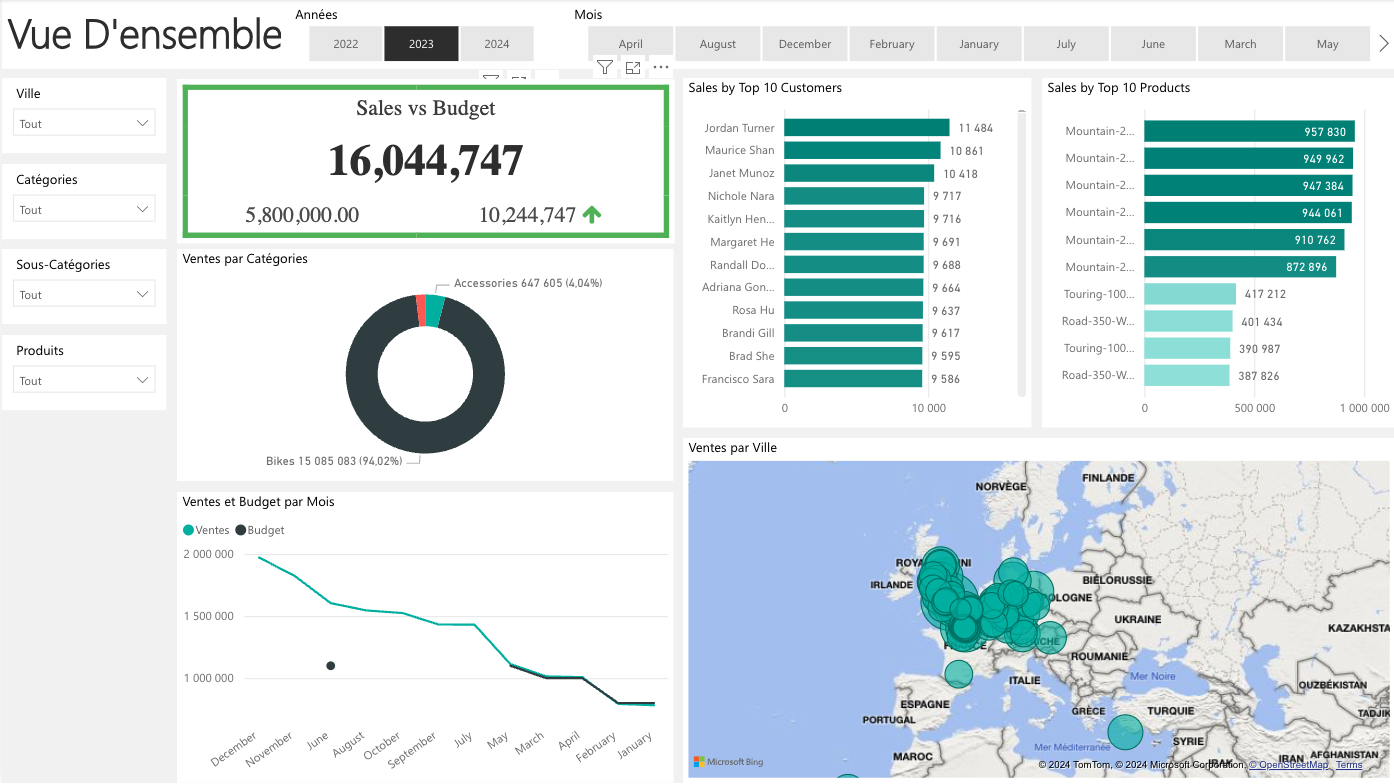 Vue D'ensemble
Années
2022 2023 2024
Mois
April August December February January July June March May
Ville
Tout
Catégories
Tout
Sous-Catégories
Tout
Produits
Tout
Sales vs Budget
16,044,747
5,800,000.00 10,244,747
Ventes par Catégories
Accessories 647 605 (4,04%)
Bikes 15 085 083 (94,02%)
Ventes et Budget par Mois
Ventes Budget
2 000 000
1 500 000
1 000 000
December November June August October September July May March April February January
Sales by Top 10 Customers
Jordan Turner 11 484
Maurice Shan 10 861
Janet Munoz 10 418
Nichole Nara 9 717
Kaitlyn Hen... 9 716
Margaret He 9 691
Randall Do... 9 688
Adriana Gon... 9 664
Rosa Hu 9 637
Brandi Gill 9 617
Brad She 9 595
Francisco Sara 9 586
0 10 000
Sales by Top 10 Products
Mountain-2... 957 830
Mountain-2... 949 962
Mountain-2... 947 384
Mountain-2... 944 061
Mountain-2... 910 762
Mountain-2... 872 896
Touring-100... 417 212
Road-350-W... 401 434
Touring-100... 390 987
Road-350-W... 387 826
0 500 000 1 000 000
Ventes par Ville
FINLANDE
NORVÈGE
IRLANDE
BIÉLORUSSIE
UKRAINE
KAZAKHSTA
ROUMANIE
Mer Noire
ITALIE
OUZBÉKISTAN
ESPAGNE
GRÈCE
TURQUIE
TADJIK
PORTUGAL
SYRIE
Mer Méditerranée
MAROC
IRAK
IRAN
AFGHANISTAN
Microsoft Bing
© 2024 TomTom, © 2024 Microsoft Corporation, © OpenStreetMap Terms